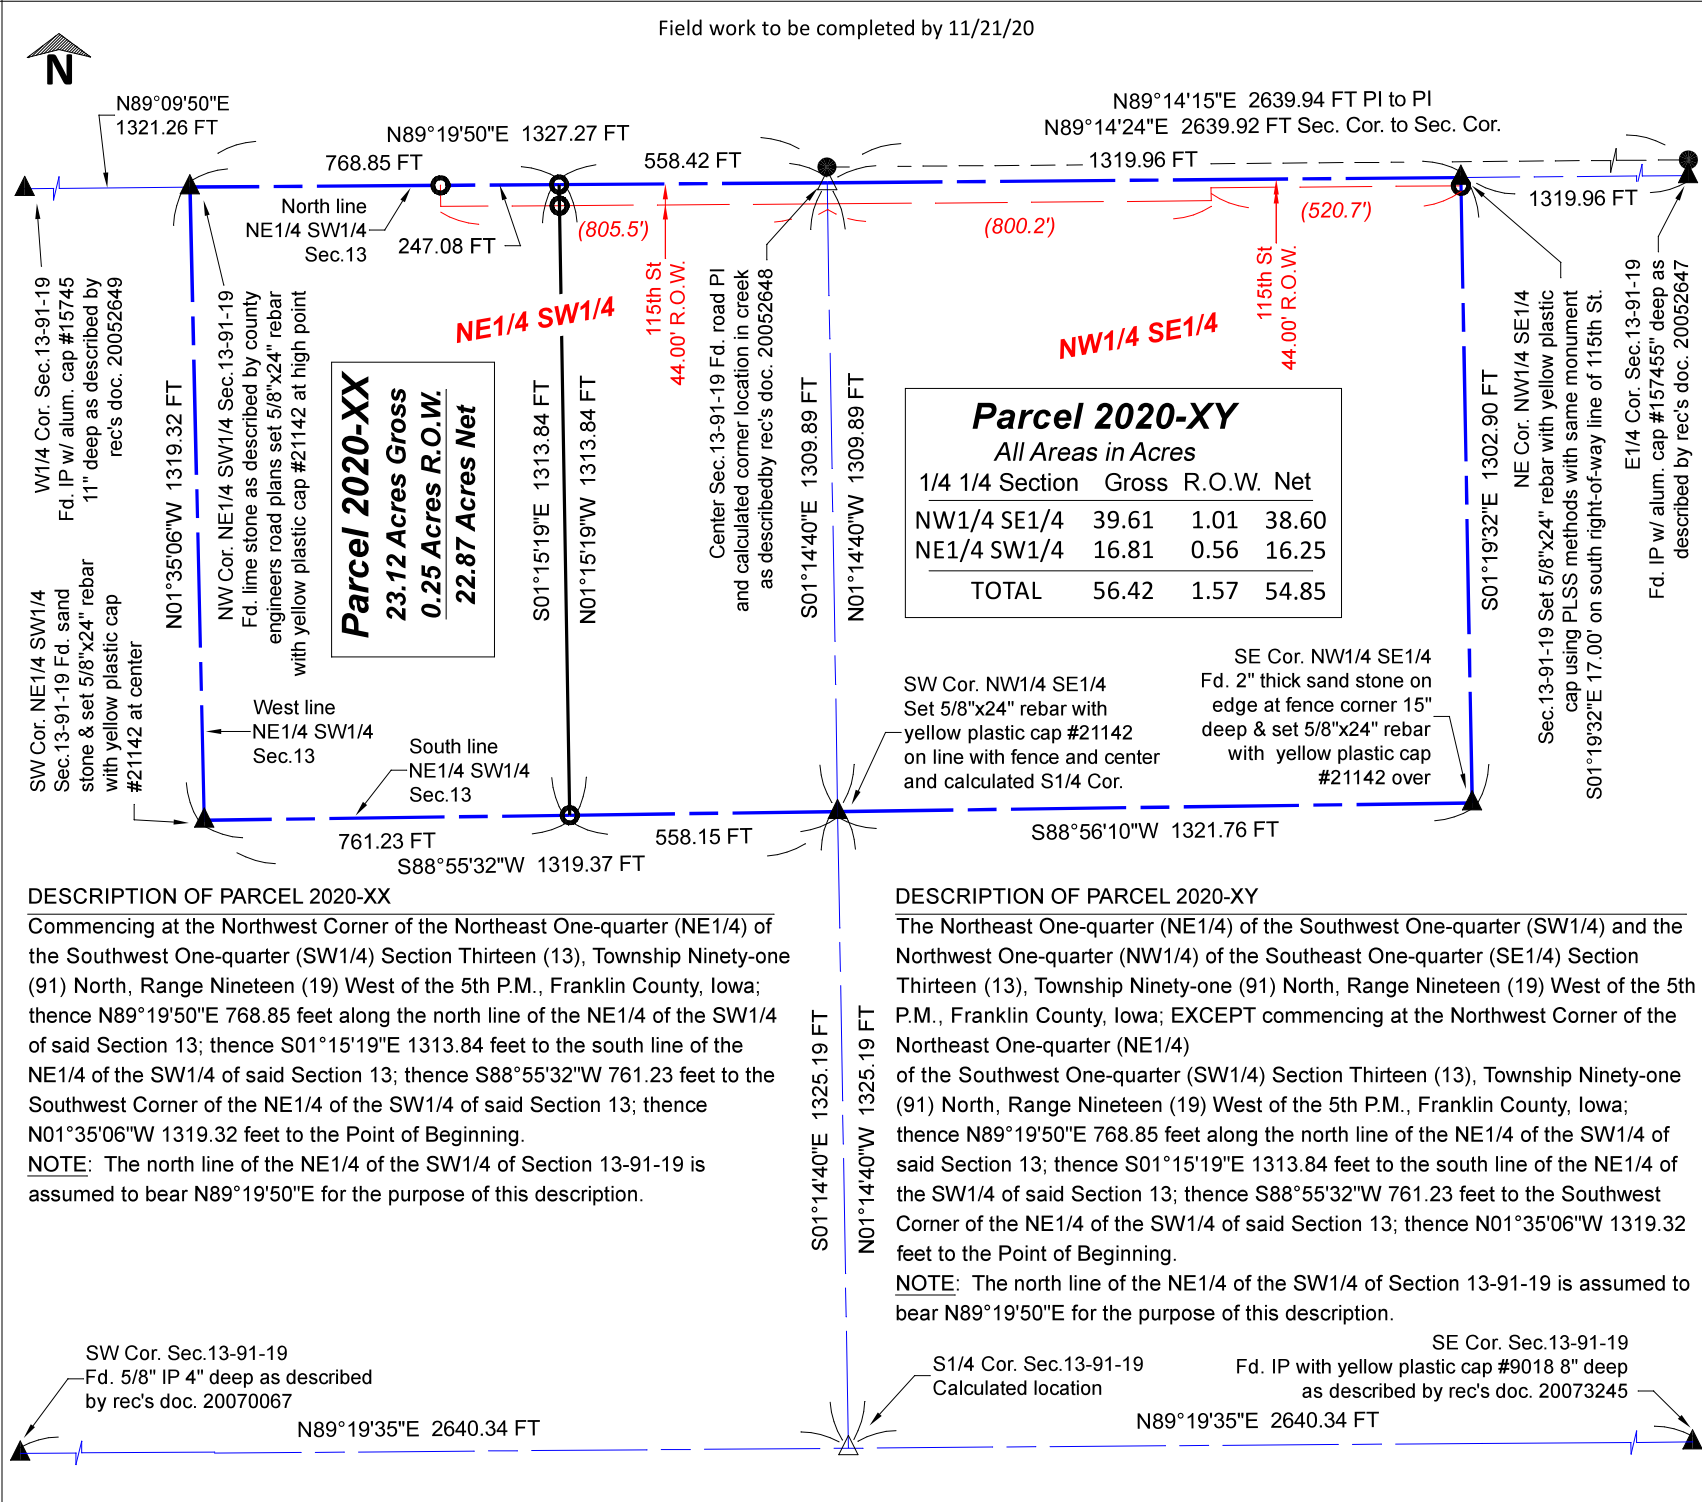 Field work to be completed by 11/21/20
N
N89°09'50"E
1321.26 FT
N89°19'50"E 1327.27 FT
768.85 FT
558.42 FT
N89°14'15"E 2639.94 FT PI to PI
N89°14'24"E 2639.92 FT Sec. Cor. to Sec. Cor.
1319.96 FT
1319.96 FT
North line
NE1/4 SW1/4
Sec.13
247.08 FT
(805.5')
(800.2')
(520.7')
115th St
44.00' R.O.W.
115th St
44.00' R.O.W.
NE1/4 SW1/4
NW1/4 SE1/4
W1/4 Cor. Sec.13-91-19
Fd. IP w/ alum. cap #15745
11" deep as described by
rec's doc. 20052649
NW Cor. NE1/4 SW1/4 Sec.13-91-19
Fd. lime stone as described by county
engineers road plans set 5/8"x24" rebar
with yellow plastic cap #21142 at high point
N01°35'06"W 1319.32 FT
Parcel 2020-XX
23.12 Acres Gross
0.25 Acres R.O.W.
22.87 Acres Net
S01°15'19"E 1313.84 FT
N01°15'19"W 1313.84 FT
Center Sec.13-91-19 Fd. road PI
and calculated corner location in creek
as describedby rec's doc. 20052648
S01°14'40"E 1309.89 FT
N01°14'40"W 1309.89 FT
Parcel 2020-XY
All Areas in Acres
1/4 1/4 Section Gross R.O.W. Net
NW1/4 SE1/4 39.61 1.01 38.60
NE1/4 SW1/4 16.81 0.56 16.25
TOTAL 56.42 1.57 54.85
S01°19'32"E 1302.90 FT
NE Cor. NW1/4 SE1/4
Sec.13-91-19 Set 5/8"x24" rebar with yellow plastic
cap using PLSS methods with same monument
S01°19'32"E 17.00' on south right-of-way line of 115th St.
E1/4 Cor. Sec.13-91-19
Fd. IP w/ alum. cap #157455" deep as
described by rec's doc. 20052647
SW Cor. NE1/4 SW1/4
Sec.13-91-19 Fd. sand
stone & set 5/8"x24" rebar
with yellow plastic cap
#21142 at center
West line
NE1/4 SW1/4
Sec.13
South line
NE1/4 SW1/4
Sec.13
SW Cor. NW1/4 SE1/4
Set 5/8"x24" rebar with
yellow plastic cap #21142
on line with fence and center
and calculated S1/4 Cor.
SE Cor. NW1/4 SE1/4
Fd. 2" thick sand stone on
edge at fence corner 15"
deep & set 5/8"x24" rebar
with yellow plastic cap
#21142 over
761.23 FT
558.15 FT
S88°55'32"W 1319.37 FT
S88°56'10"W 1321.76 FT
DESCRIPTION OF PARCEL 2020-XX
Commencing at the Northwest Corner of the Northeast One-quarter (NE1/4) of
the Southwest One-quarter (SW1/4) Section Thirteen (13), Township Ninety-one
(91) North, Range Nineteen (19) West of the 5th P.M., Franklin County, Iowa;
thence N89°19'50"E 768.85 feet along the north line of the NE1/4 of the SW1/4
of said Section 13; thence S01°15'19"E 1313.84 feet to the south line of the
NE1/4 of the SW1/4 of said Section 13; thence S88°55'32"W 761.23 feet to the
Southwest Corner of the NE1/4 of the SW1/4 of said Section 13; thence
N01°35'06"W 1319.32 feet to the Point of Beginning.
NOTE: The north line of the NE1/4 of the SW1/4 of Section 13-91-19 is
assumed to bear N89°19'50"E for the purpose of this description.
S01°14'40"E 1325.19 FT
N01°14'40"W 1325.19 FT
DESCRIPTION OF PARCEL 2020-XY
The Northeast One-quarter (NE1/4) of the Southwest One-quarter (SW1/4) and the
Northwest One-quarter (NW1/4) of the Southeast One-quarter (SE1/4) Section
Thirteen (13), Township Ninety-one (91) North, Range Nineteen (19) West of the 5th
P.M., Franklin County, Iowa; EXCEPT commencing at the Northwest Corner of the
Northeast One-quarter (NE1/4)
of the Southwest One-quarter (SW1/4) Section Thirteen (13), Township Ninety-one
(91) North, Range Nineteen (19) West of the 5th P.M., Franklin County, Iowa;
thence N89°19'50"E 768.85 feet along the north line of the NE1/4 of the SW1/4 of
said Section 13; thence S01°15'19"E 1313.84 feet to the south line of the NE1/4 of
the SW1/4 of said Section 13; thence S88°55'32"W 761.23 feet to the Southwest
Corner of the NE1/4 of the SW1/4 of said Section 13; thence N01°35'06"W 1319.32
feet to the Point of Beginning.
NOTE: The north line of the NE1/4 of the SW1/4 of Section 13-91-19 is assumed to
bear N89°19'50"E for the purpose of this description.
SW Cor. Sec.13-91-19
Fd. 5/8" IP 4" deep as described
by rec's doc. 20070067
N89°19'35"E 2640.34 FT
S1/4 Cor. Sec.13-91-19
Calculated location
SE Cor. Sec.13-91-19
Fd. IP with yellow plastic cap #9018 8" deep
as described by rec's doc. 20073245
N89°19'35"E 2640.34 FT